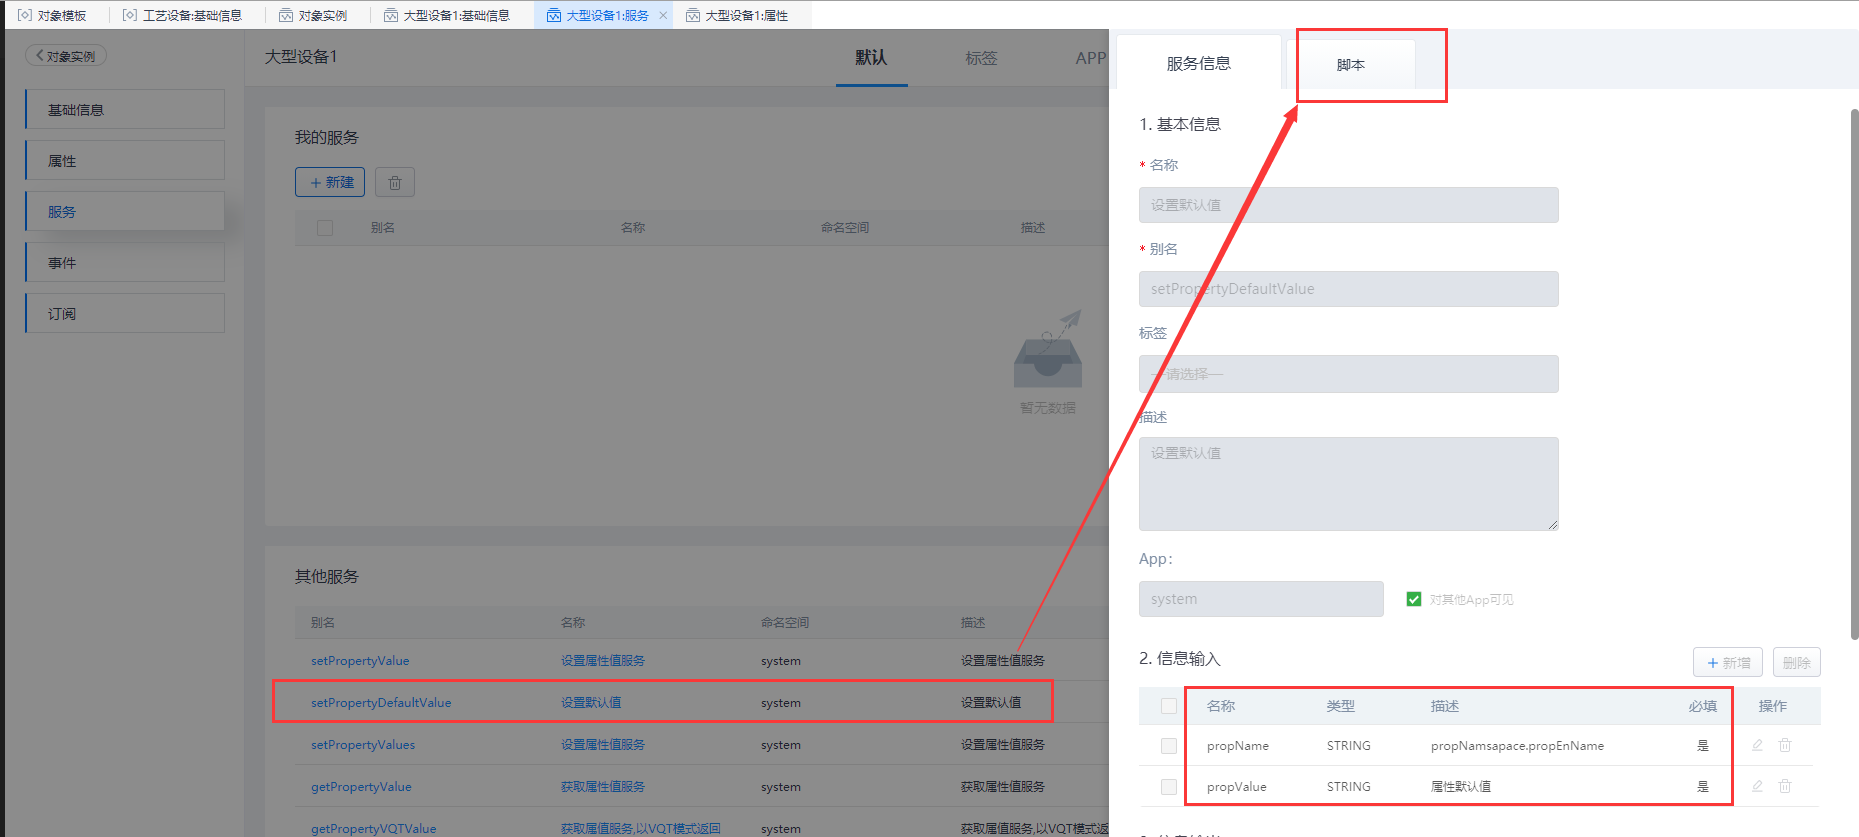 对象模板 工艺设备:基础信息 对象实例 大型设备1:基础信息 大型设备1:服务 × 大型设备1:属性
对象实例
基础信息
属性
服务
事件
订阅
大型设备1 默认 标签 APP
我的服务
+ 新建
别名 名称 命名空间 描述
暂无数据
其他服务
别名 名称 命名空间 描述
setPropertyValue 设置属性值服务 system 设置属性值服务
setPropertyDefaultValue 设置默认值 system 设置默认值
setPropertyValues 设置属性值服务 system 设置属性值服务
getPropertyValue 获取属性值服务 system 获取属性值服务
getPropertyVQTValue 获取属值服务,以VQT模式返回 system 获取属值服务,以VQT模式返
服务信息 脚本
1. 基本信息
* 名称
设置默认值
* 别名
setPropertyDefaultValue
标签
—请选择—
描述
设置默认值
App:
system 对其他App可见
2. 信息输入 + 新增 删除
名称 类型 描述 必填 操作
propName STRING propNamsapace.propEnName 是
propValue STRING 属性默认值 是